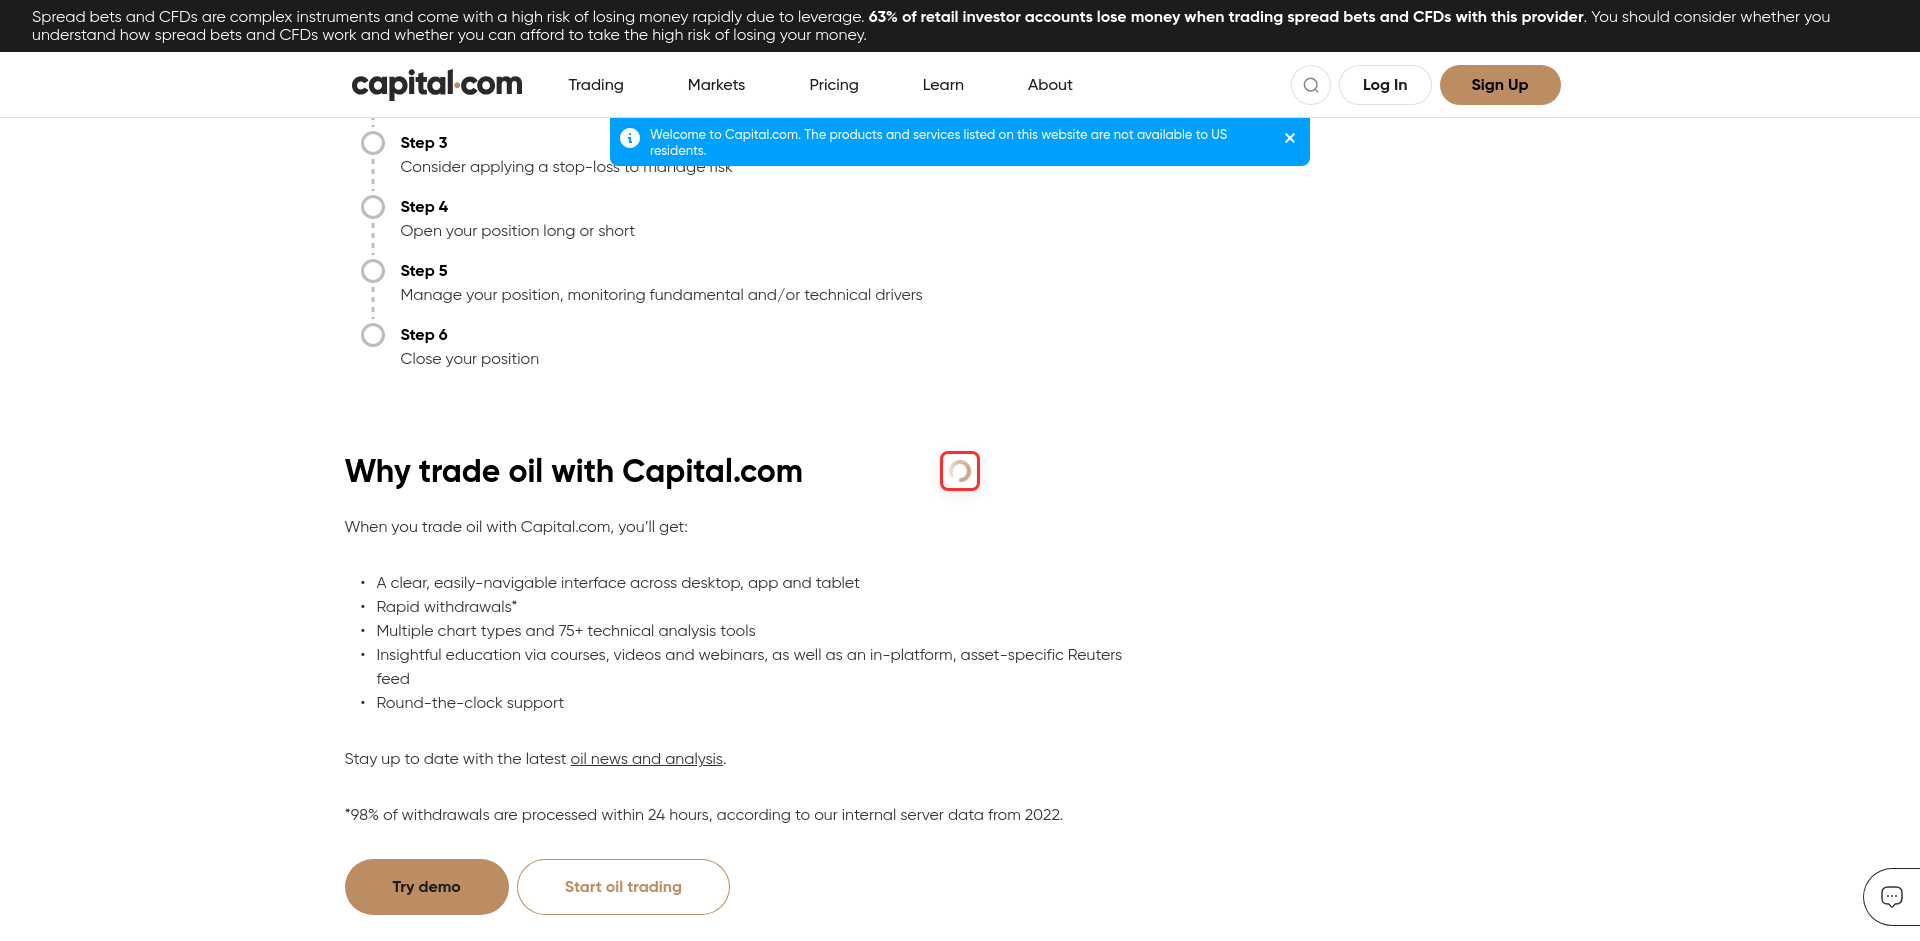 Spread bets and CFDs are complex instruments and come with a high risk of losing money rapidly due to leverage. 63% of retail investor accounts lose money when trading spread bets and CFDs with this provider. You should consider whether you
understand how spread bets and CFDs work and whether you can afford to take the high risk of losing your money.
capital.com
Trading
Markets
Pricing
Learn
About
Log In
Sign Up
Welcome to Capital.com. The products and services listed on this website are not available to US
residents.
Step 3
Consider applying a stop-loss to manage risk
Step 4
Open your position long or short
Step 5
Manage your position, monitoring fundamental and/or technical drivers
Step 6
Close your position
Why trade oil with Capital.com
When you trade oil with Capital.com, you’ll get:
• A clear, easily-navigable interface across desktop, app and tablet
• Rapid withdrawals*
• Multiple chart types and 75+ technical analysis tools
• Insightful education via courses, videos and webinars, as well as an in-platform, asset-specific Reuters
feed
• Round-the-clock support
Stay up to date with the latest oil news and analysis.
*98% of withdrawals are processed within 24 hours, according to our internal server data from 2022.
Try demo
Start oil trading